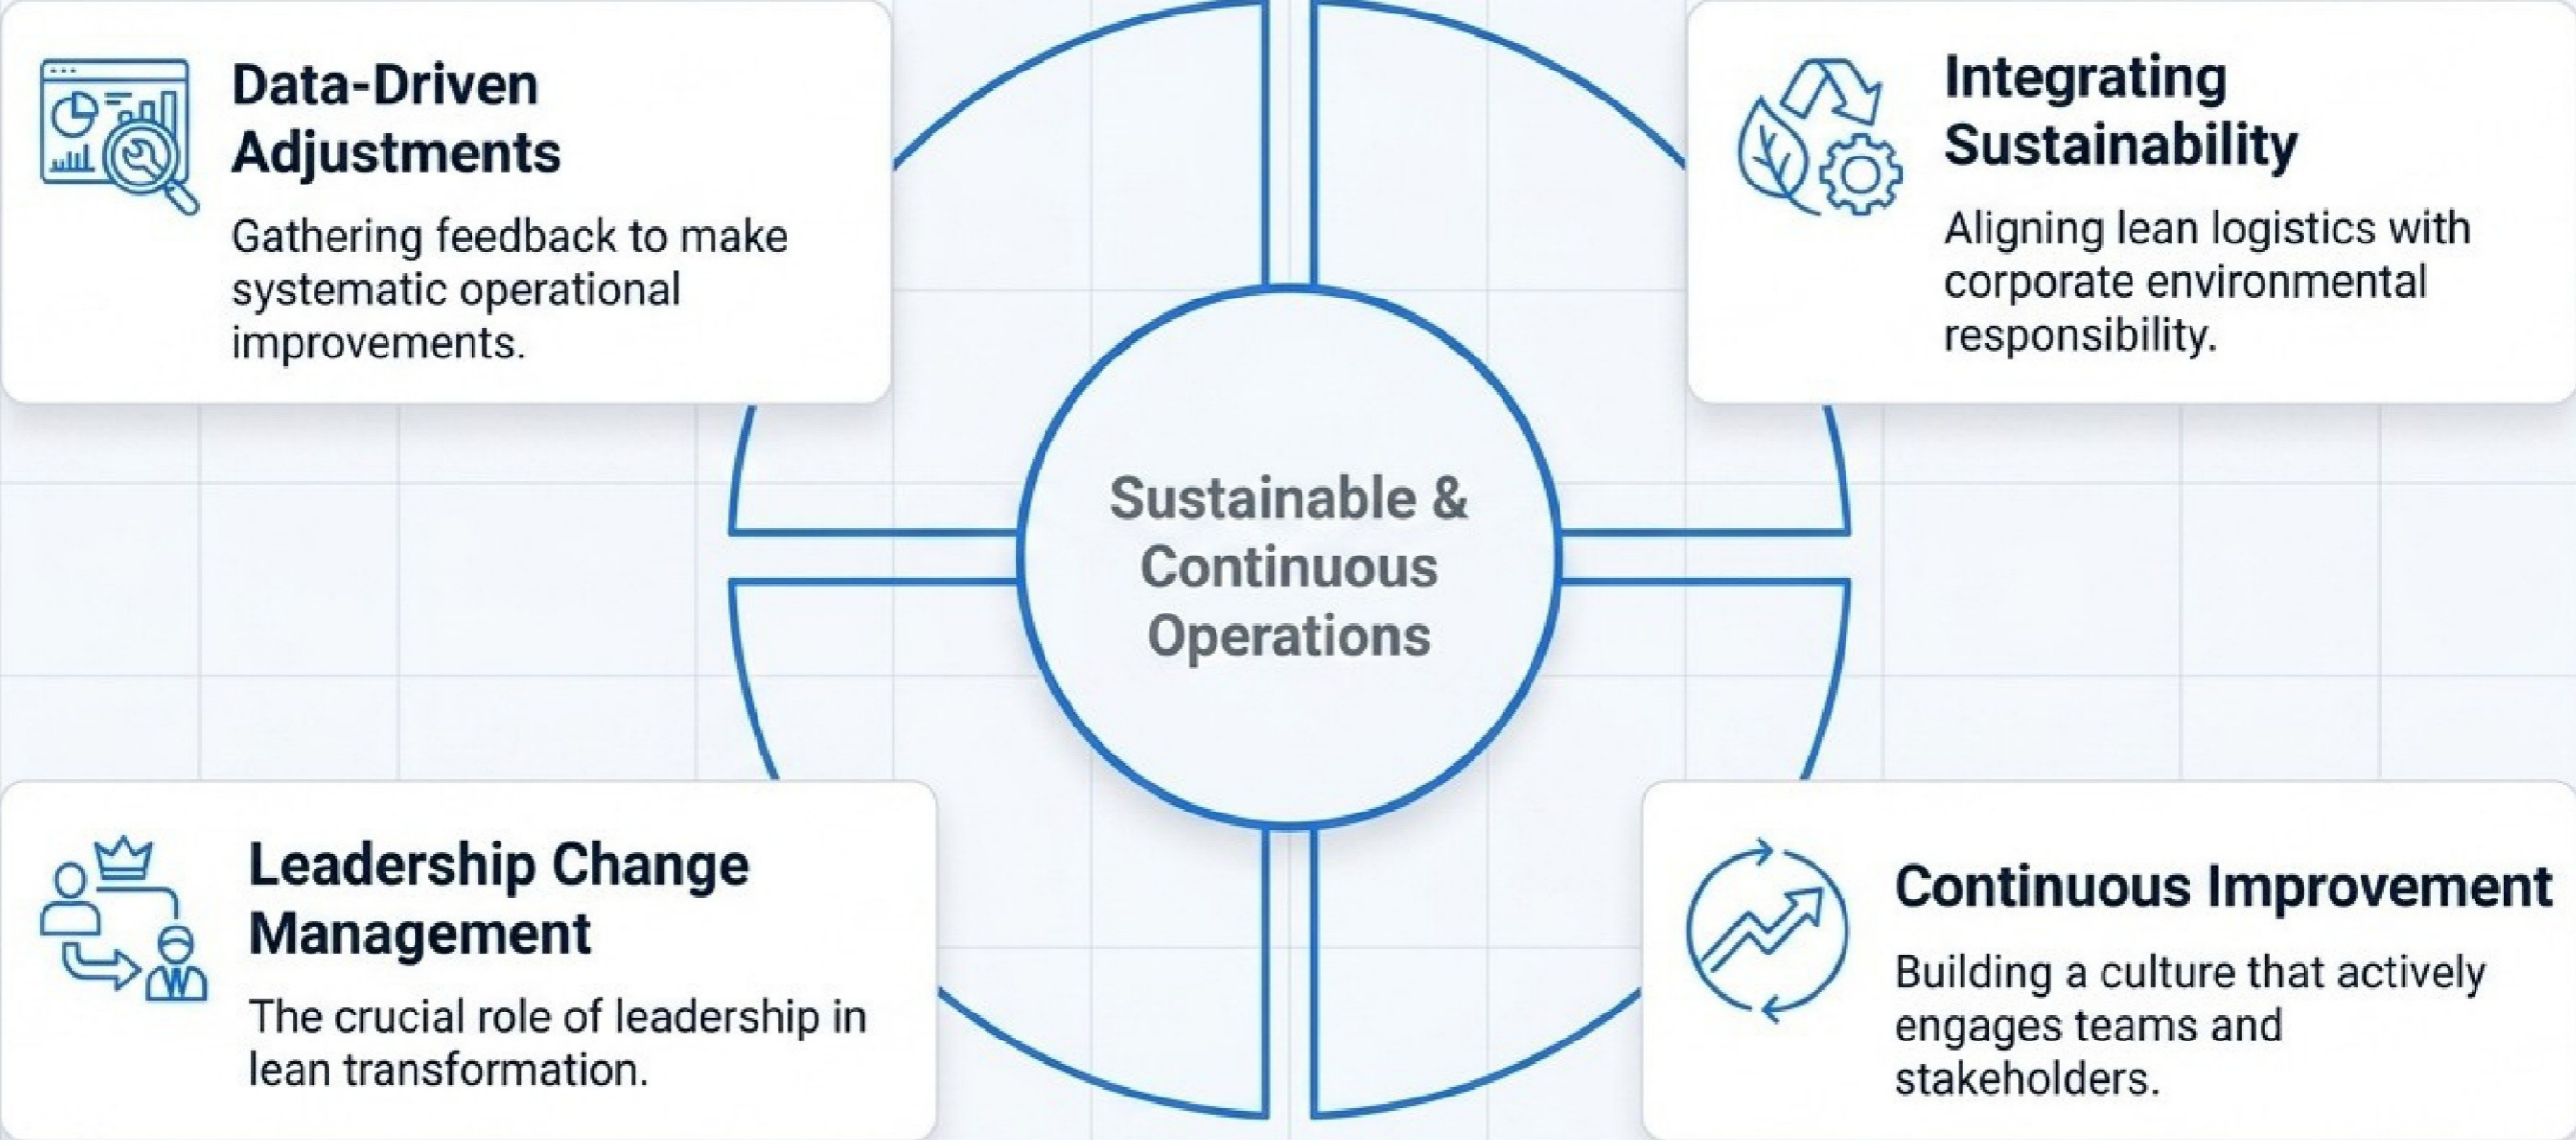 Data-Driven
Adjustments
Gathering feedback to make
systematic operational
improvements.
Integrating
Sustainability
Aligning lean logistics with
corporate environmental
responsibility.
Sustainable &
Continuous
Operations
Leadership Change
Management
The crucial role of leadership in
lean transformation.
Continuous Improvement
Building a culture that actively
engages teams and
stakeholders.